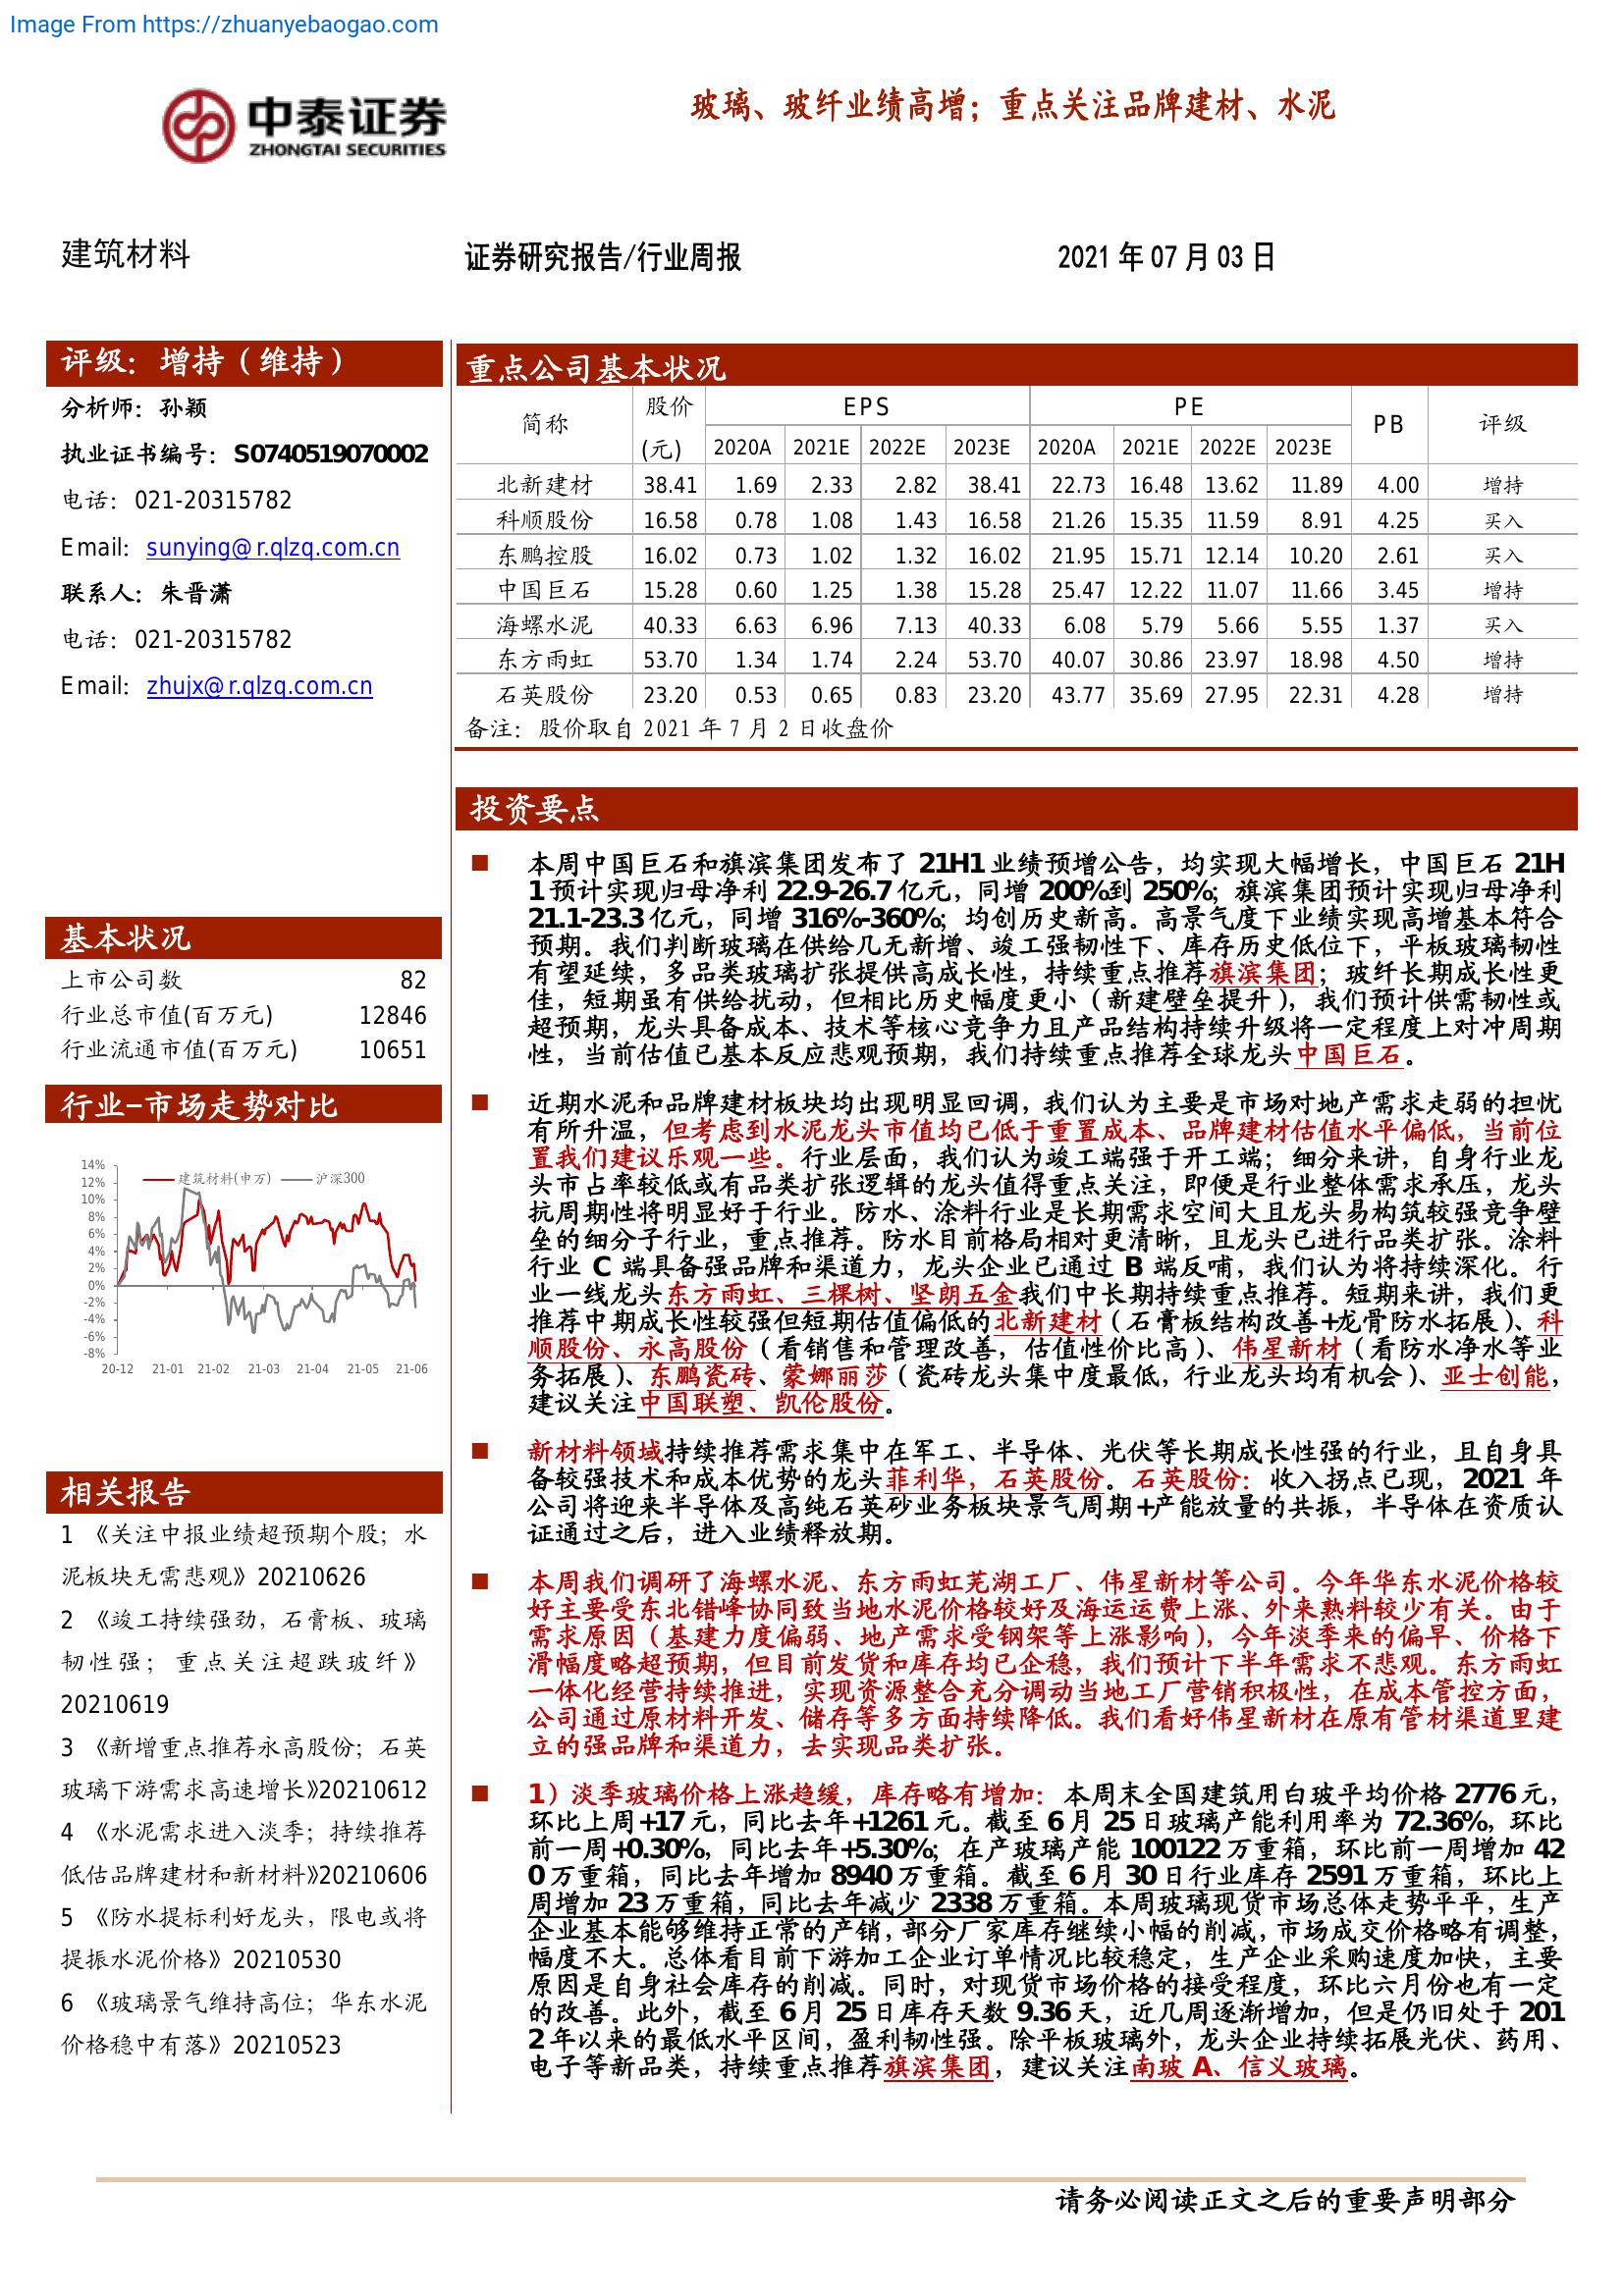 Image From https://zhuanyebaogao.com
中泰证券
ZHONGTAI SECURITIES
玻璃、玻纤业绩高增；重点关注品牌建材、水泥
建筑材料
证券研究报告/行业周报
2021 年 07 月 03 日
评级：增持（维持）
分析师：孙颖
执业证书编号：S0740519070002
电话：021-20315782
Email：sunying@r.qlzq.com.cn
联系人：朱晋潇
电话：021-20315782
Email：zhujx@r.qlzq.com.cn
基本状况
上市公司数 82
行业总市值(百万元) 12846
行业流通市值(百万元) 10651
行业-市场走势对比
建筑材料(申万) 沪深300
14%
12%
10%
8%
6%
4%
2%
0%
-2%
-4%
-6%
-8%
20-12 21-01 21-02 21-03 21-04 21-05 21-06
相关报告
1 《关注中报业绩超预期个股；水
泥板块无需悲观》20210626
2 《竣工持续强劲，石膏板、玻璃
韧性强；重点关注超跌玻纤》
20210619
3 《新增重点推荐永高股份；石英
玻璃下游需求高速增长》20210612
4 《水泥需求进入淡季；持续推荐
低估品牌建材和新材料》20210606
5 《防水提标利好龙头，限电或将
提振水泥价格》20210530
6 《玻璃景气维持高位；华东水泥
价格稳中有落》20210523
重点公司基本状况
简称 股价 EPS PE PB 评级
(元) 2020A 2021E 2022E 2023E 2020A 2021E 2022E 2023E
北新建材 38.41 1.69 2.33 2.82 38.41 22.73 16.48 13.62 11.89 4.00 增持
科顺股份 16.58 0.78 1.08 1.43 16.58 21.26 15.35 11.59 8.91 4.25 买入
东鹏控股 16.02 0.73 1.02 1.32 16.02 21.95 15.71 12.14 10.20 2.61 买入
中国巨石 15.28 0.60 1.25 1.38 15.28 25.47 12.22 11.07 11.66 3.45 增持
海螺水泥 40.33 6.63 6.96 7.13 40.33 6.08 5.79 5.66 5.55 1.37 买入
东方雨虹 53.70 1.34 1.74 2.24 53.70 40.07 30.86 23.97 18.98 4.50 增持
石英股份 23.20 0.53 0.65 0.83 23.20 43.77 35.69 27.95 22.31 4.28 增持
备注：股价取自 2021 年 7 月 2 日收盘价
投资要点
本周中国巨石和旗滨集团发布了 21H1 业绩预增公告，均实现大幅增长，中国巨石 21H
1 预计实现归母净利 22.9-26.7 亿元，同增 200%到 250%；旗滨集团预计实现归母净利
21.1-23.3 亿元，同增 316%-360%；均创历史新高。高景气度下业绩实现高增基本符合
预期。我们判断玻璃在供给几无新增、竣工强韧性下、库存历史低位下，平板玻璃韧性
有望延续，多品类玻璃扩张提供高成长性，持续重点推荐旗滨集团；玻纤长期成长性更
佳，短期虽有供给扰动，但相比历史幅度更小（新建壁垒提升），我们预计供需韧性或
超预期，龙头具备成本、技术等核心竞争力且产品结构持续升级将一定程度上对冲周期
性，当前估值已基本反应悲观预期，我们持续重点推荐全球龙头中国巨石。
近期水泥和品牌建材板块均出现明显回调，我们认为主要是市场对地产需求走弱的担忧
有所升温，但考虑到水泥龙头市值均已低于重置成本、品牌建材估值水平偏低，当前位
置我们建议乐观一些。行业层面，我们认为竣工端强于开工端；细分来讲，自身行业龙
头市占率较低或有品类扩张逻辑的龙头值得重点关注，即便是行业整体需求承压，龙头
抗周期性将明显好于行业。防水、涂料行业是长期需求空间大且龙头易构筑较强竞争壁
垒的细分子行业，重点推荐。防水目前格局相对更清晰，且龙头已进行品类扩张。涂料
行业 C 端具备强品牌和渠道力，龙头企业已通过 B 端反哺，我们认为将持续深化。行
业一线龙头东方雨虹、三棵树、坚朗五金我们中长期持续重点推荐。短期来讲，我们更
推荐中期成长性较强但短期估值偏低的北新建材（石膏板结构改善+龙骨防水拓展）、科
顺股份、永高股份（看销售和管理改善，估值性价比高）、伟星新材（看防水净水等业
务拓展）、东鹏瓷砖、蒙娜丽莎（瓷砖龙头集中度最低，行业龙头均有机会）、亚士创能，
建议关注中国联塑、凯伦股份。
新材料领域持续推荐需求集中在军工、半导体、光伏等长期成长性强的行业，且自身具
备较强技术和成本优势的龙头菲利华，石英股份。石英股份：收入拐点已现，2021 年
公司将迎来半导体及高纯石英砂业务板块景气周期+产能放量的共振，半导体在资质认
证通过之后，进入业绩释放期。
本周我们调研了海螺水泥、东方雨虹芜湖工厂、伟星新材等公司。今年华东水泥价格较
好主要受东北错峰协同致当地水泥价格较好及海运运费上涨、外来熟料较少有关。由于
需求原因（基建力度偏弱、地产需求受钢架等上涨影响），今年淡季来的偏早、价格下
滑幅度略超预期，但目前发货和库存均已企稳，我们预计下半年需求不悲观。东方雨虹
一体化经营持续推进，实现资源整合充分调动当地工厂营销积极性，在成本管控方面，
公司通过原材料开发、储存等多方面持续降低。我们看好伟星新材在原有管材渠道里建
立的强品牌和渠道力，去实现品类扩张。
1）淡季玻璃价格上涨趋缓，库存略有增加：本周末全国建筑用白玻平均价格 2776 元，
环比上周+17 元，同比去年+1261 元。截至 6 月 25 日玻璃产能利用率为 72.36%，环比
前一周+0.30%，同比去年+5.30%；在产玻璃产能 100122 万重箱，环比前一周增加 42
0 万重箱，同比去年增加 8940 万重箱。截至 6 月 30 日行业库存 2591 万重箱，环比上
周增加 23 万重箱，同比去年减少 2338 万重箱。本周玻璃现货市场总体走势平平，生产
企业基本能够维持正常的产销，部分厂家库存继续小幅的削减，市场成交价格略有调整，
幅度不大。总体看目前下游加工企业订单情况比较稳定，生产企业采购速度加快，主要
原因是自身社会库存的削减。同时，对现货市场价格的接受程度，环比六月份也有一定
的改善。此外，截至 6 月 25 日库存天数 9.36 天，近几周逐渐增加，但是仍旧处于 201
2 年以来的最低水平区间，盈利韧性强。除平板玻璃外，龙头企业持续拓展光伏、药用、
电子等新品类，持续重点推荐旗滨集团，建议关注南玻 A、信义玻璃。
请务必阅读正文之后的重要声明部分